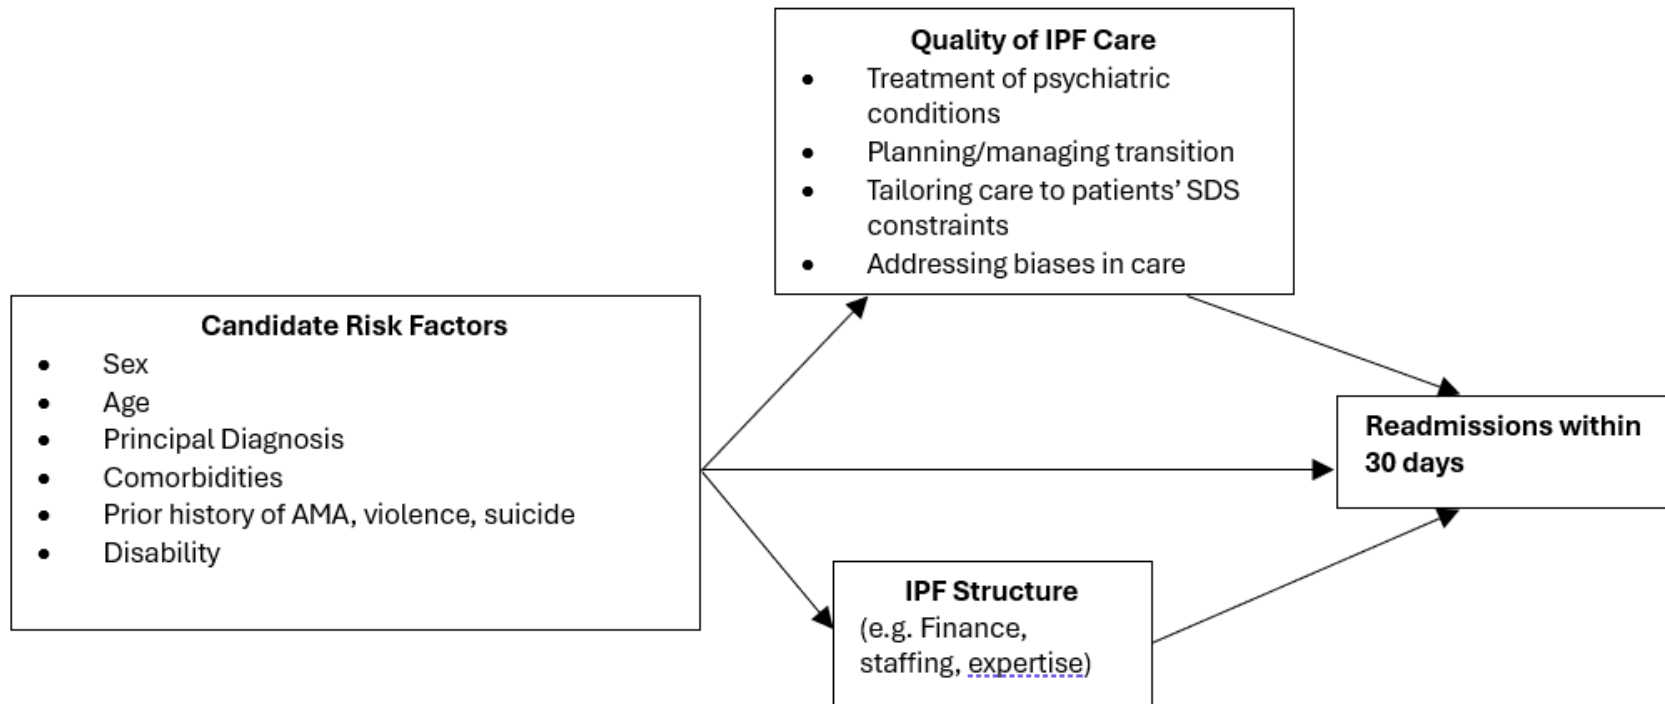 Quality of IPF Care
• Treatment of psychiatric
conditions
• Planning/managing transition
• Tailoring care to patients’ SDS
constraints
• Addressing biases in care
Candidate Risk Factors
• Sex
• Age
• Principal Diagnosis
• Comorbidities
• Prior history of AMA, violence, suicide
• Disability
Readmissions within
30 days
IPF Structure
(e.g. Finance,
staffing, expertise)